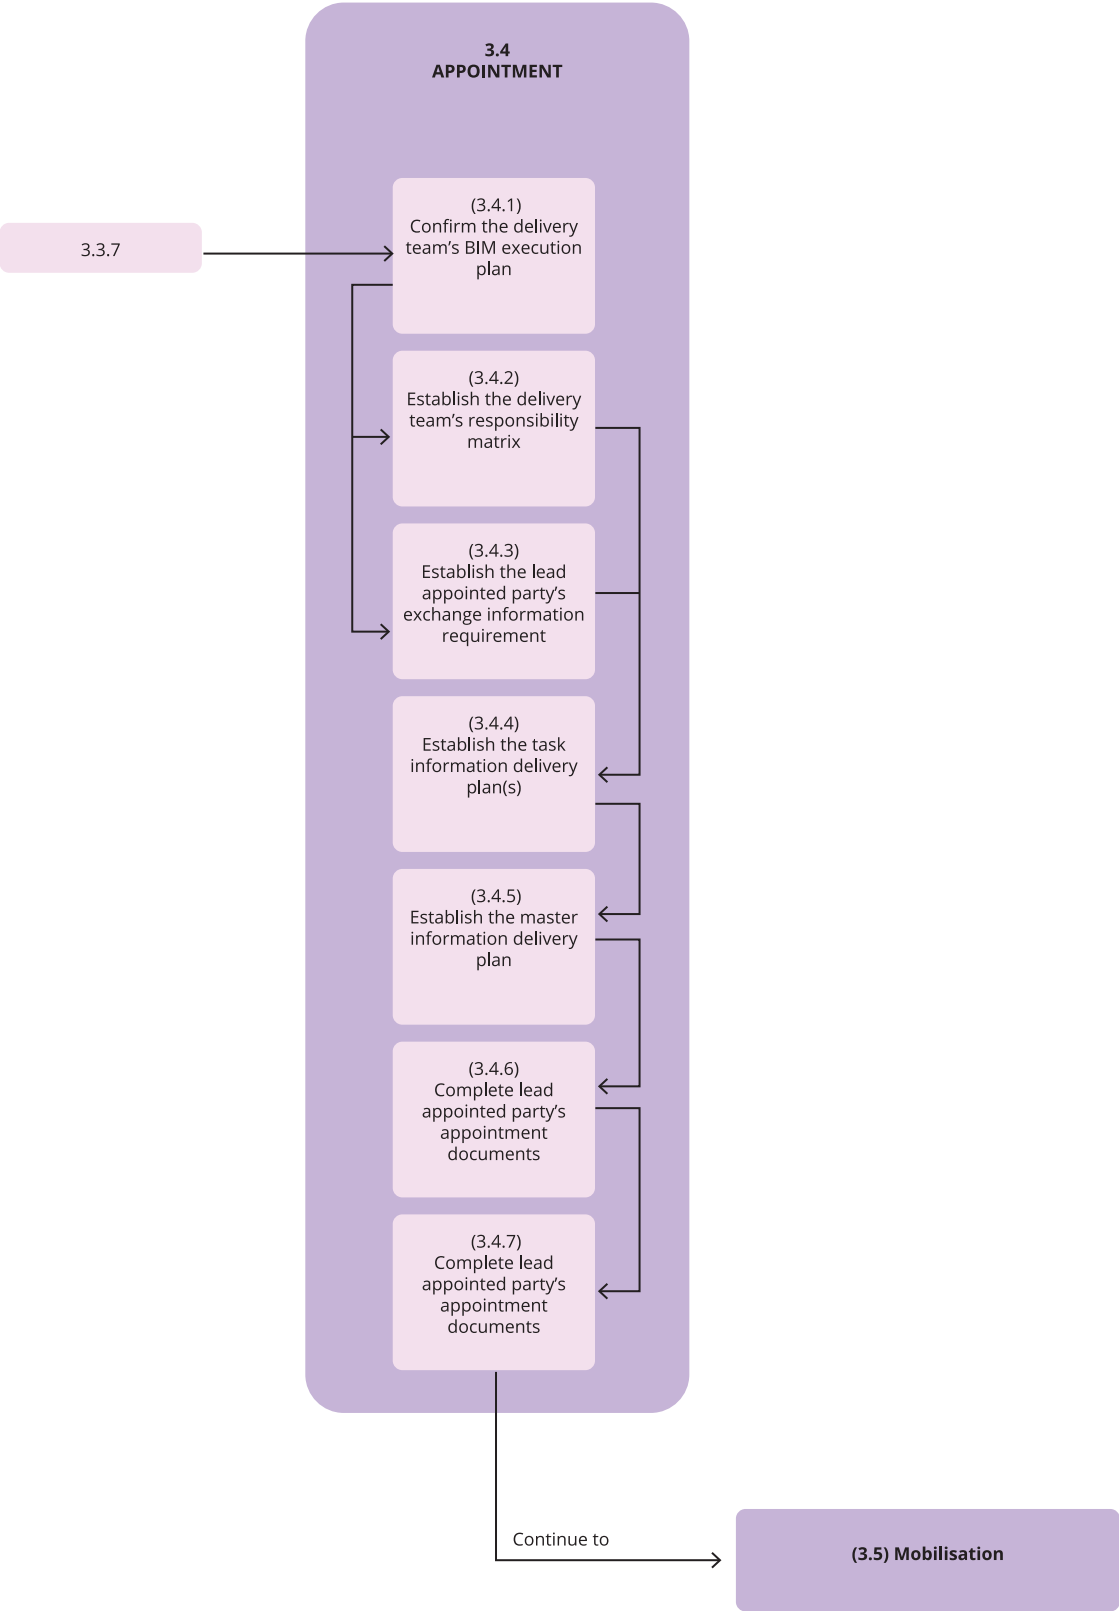 3.4
APPOINTMENT
3.3.7
(3.4.1)
Confirm the delivery
team’s BIM execution
plan
(3.4.2)
Establish the delivery
team’s responsibility
matrix
(3.4.3)
Establish the lead
appointed party’s
exchange information
requirement
(3.4.4)
Establish the task
information delivery
plan(s)
(3.4.5)
Establish the master
information delivery
plan
(3.4.6)
Complete lead
appointed party’s
appointment
documents
(3.4.7)
Complete lead
appointed party’s
appointment
documents
Continue to
(3.5) Mobilisation